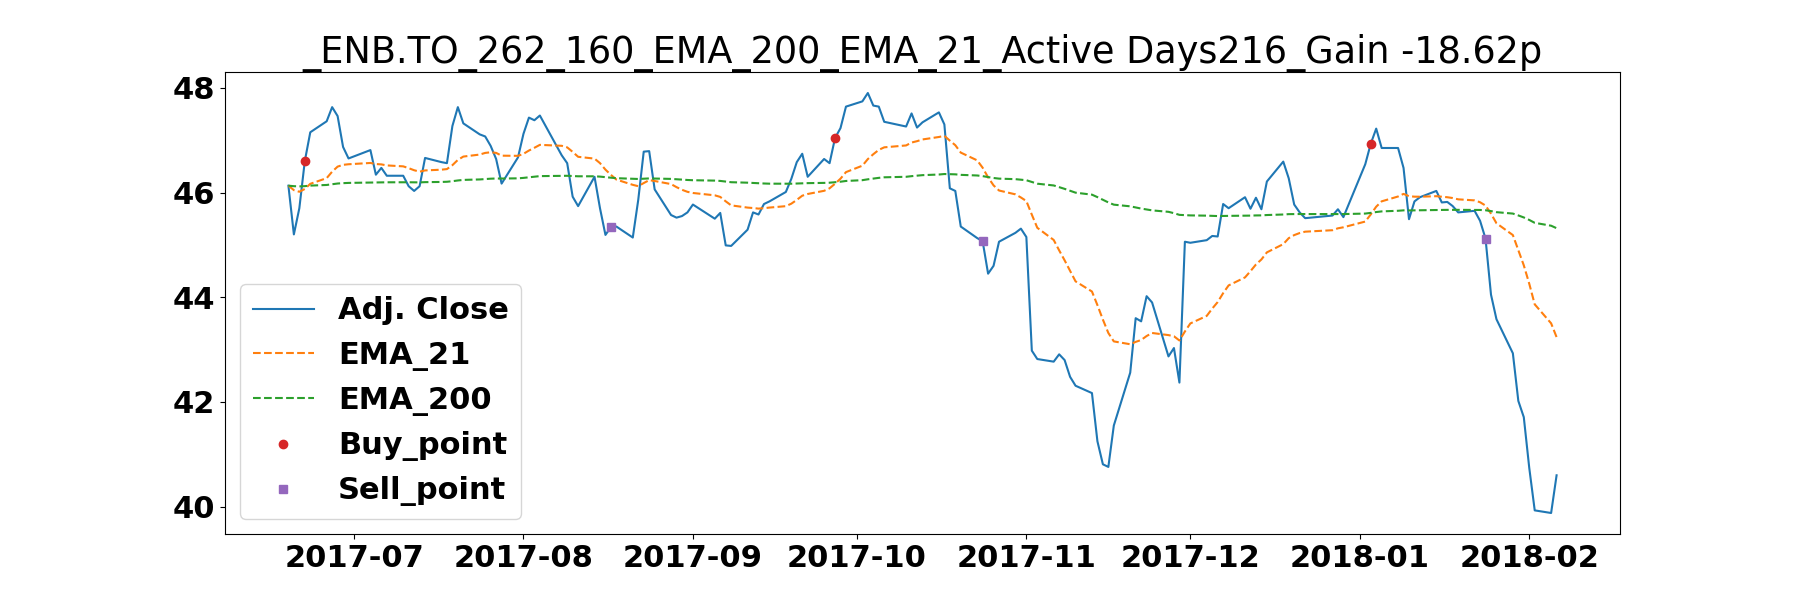 _ENB.TO_262_160_EMA_200_EMA_21_Active Days216_Gain -18.62p
48
46
44
42
40
Adj. Close
EMA_21
EMA_200
Buy_point
Sell_point
2017-07 2017-08 2017-09 2017-10 2017-11 2017-12 2018-01 2018-02